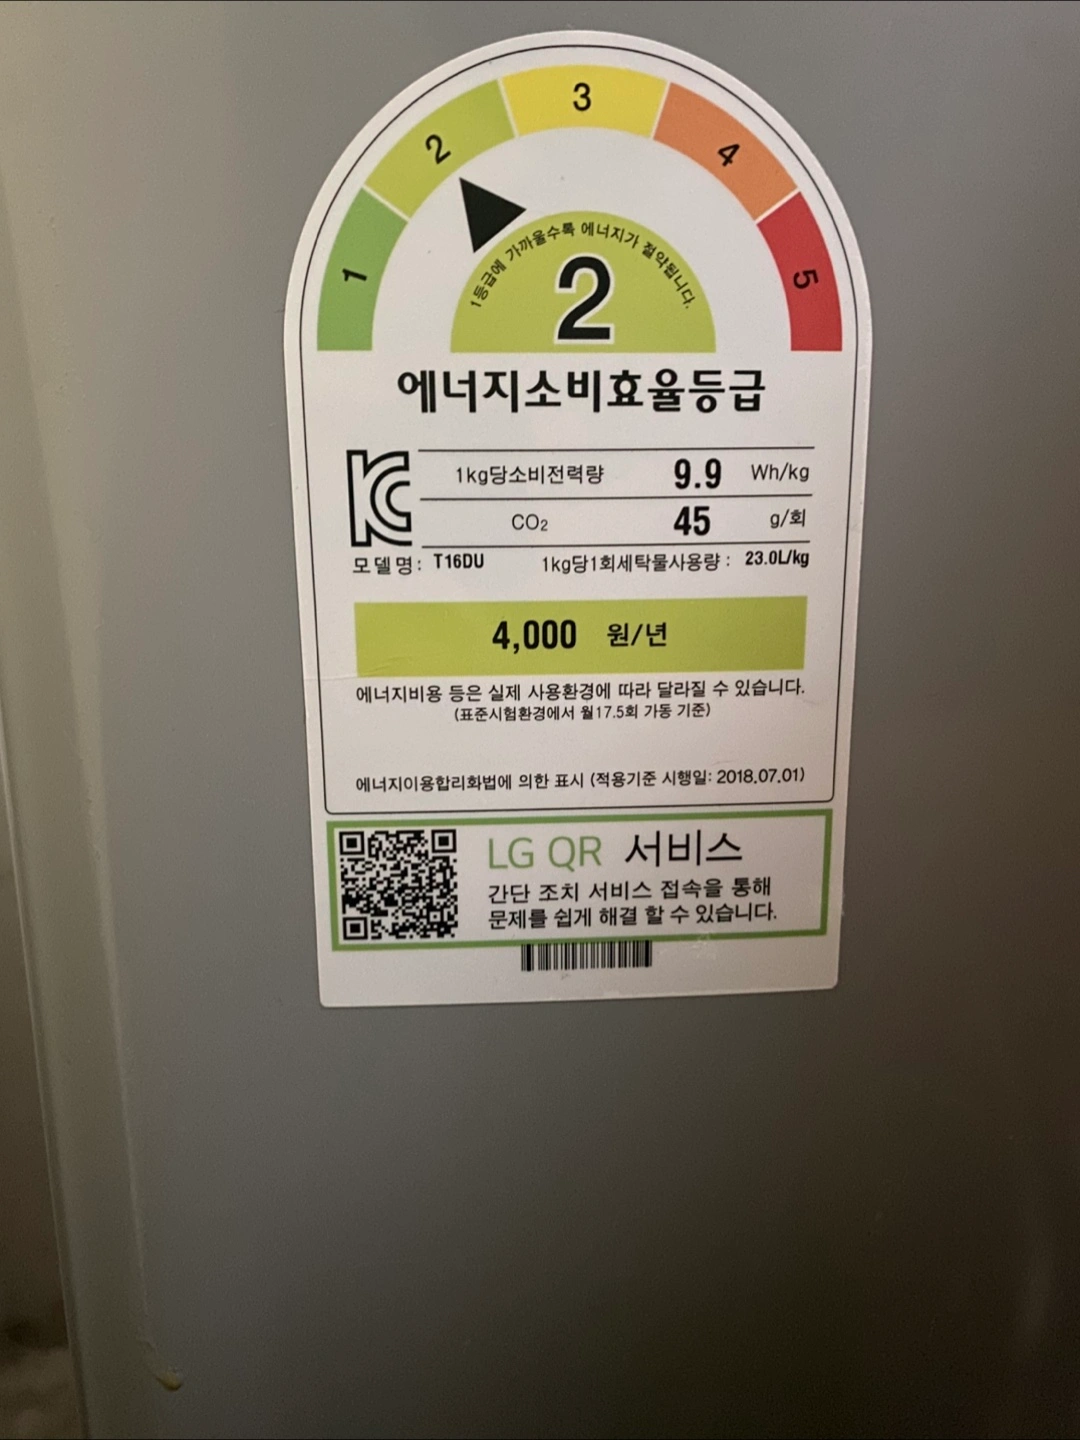 1 2 3 4 5
1등급에 가까울수록 에너지가 절약됩니다.
2
에너지소비효율등급
1kg당소비전력량 9.9 Wh/kg
CO₂ 45 g/회
모델명: T16DU 1kg당1회세탁물사용량 : 23.0L/kg
4,000 원/년
에너지비용 등은 실제 사용환경에 따라 달라질 수 있습니다.
(표준시험환경에서 월17.5회 가동 기준)
에너지이용합리화법에 의한 표시 (적용기준 시행일: 2018.07.01)
LG QR 서비스
간단 조치 서비스 접속을 통해
문제를 쉽게 해결 할 수 있습니다.